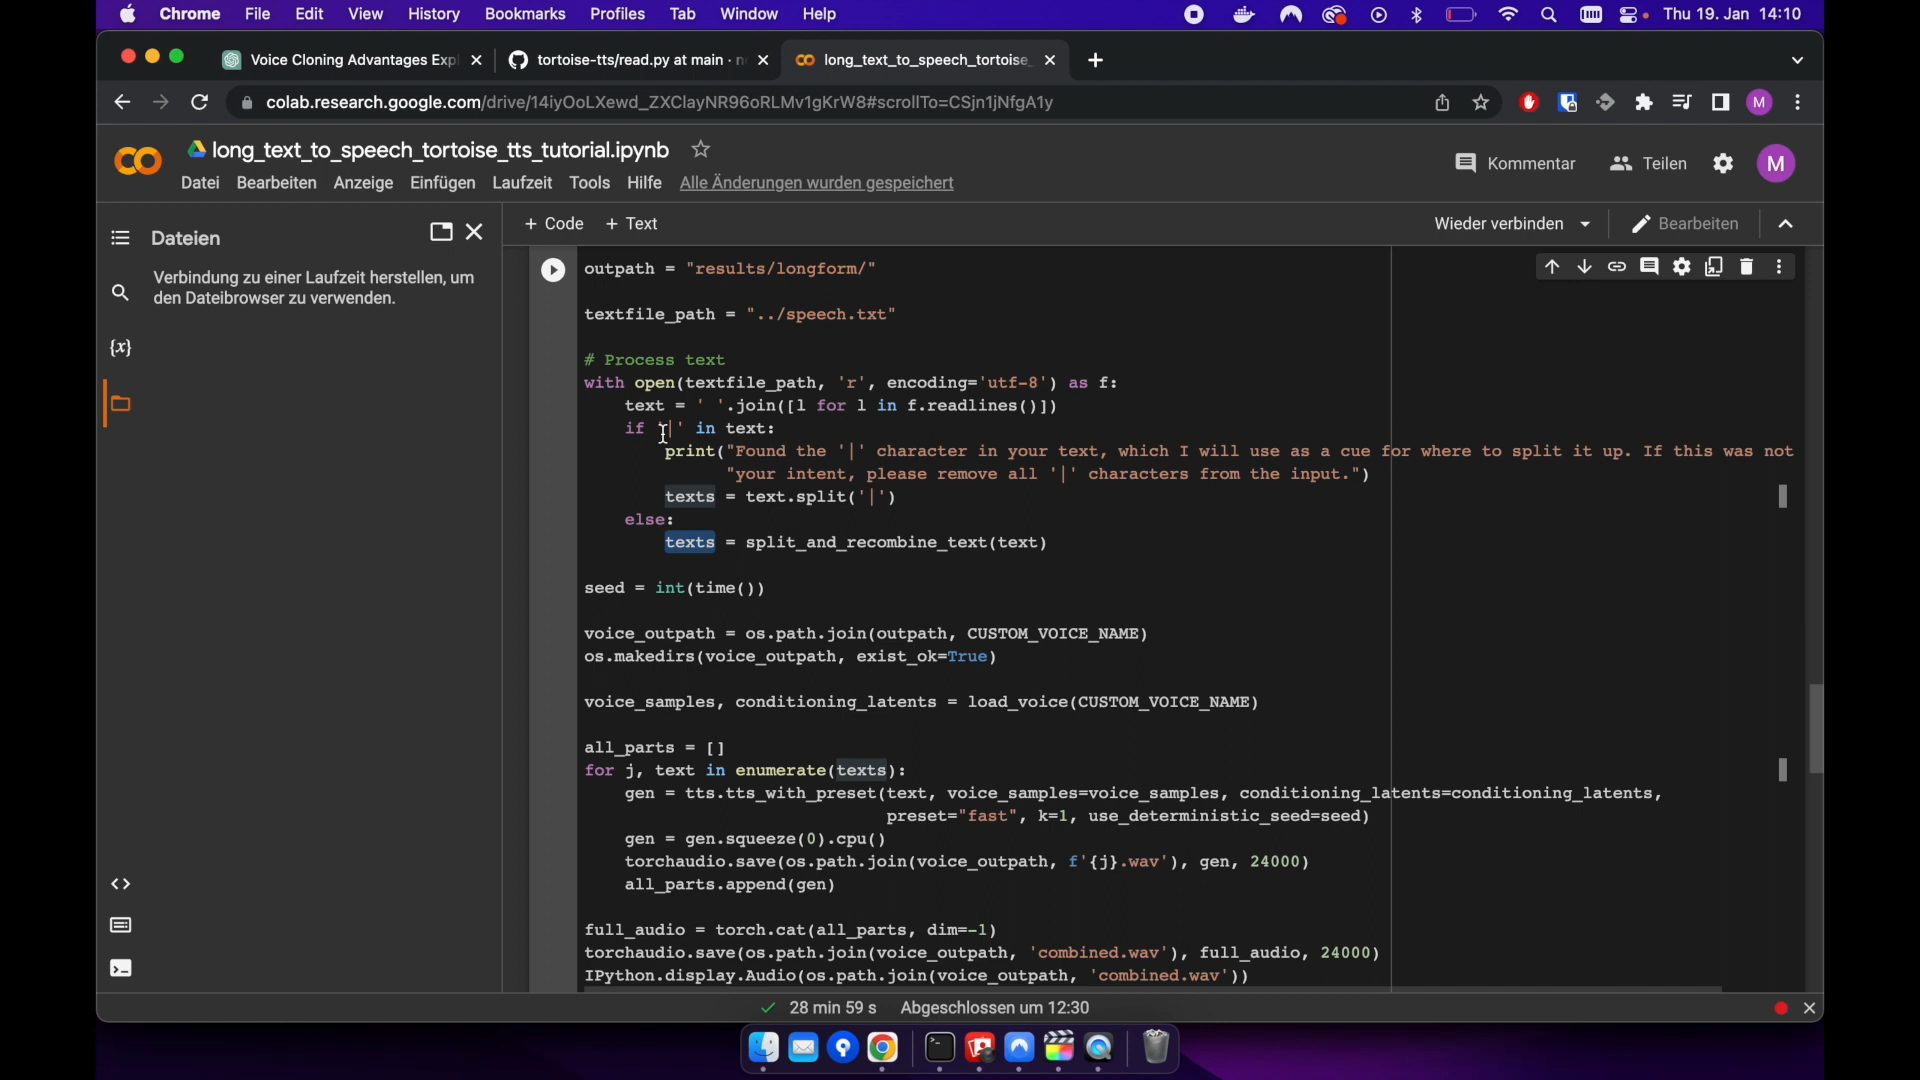 Chrome File Edit View History Bookmarks Profiles Tab Window Help Thu 19. Jan 14:10
Voice Cloning Advantages Exp
tortoise-tts/read.py at main · n
long_text_to_speech_tortoise_
colab.research.google.com/drive/14iyOoLXewd_ZXClayNR96oRLMv1gKrW8#scrollTo=CSjn1jNfgA1y
M
long_text_to_speech_tortoise_tts_tutorial.ipynb
Kommentar Teilen M
Datei Bearbeiten Anzeige Einfügen Laufzeit Tools Hilfe Alle Änderungen wurden gespeichert
Dateien
Verbindung zu einer Laufzeit herstellen, um
den Dateibrowser zu verwenden.
{x}
+ Code + Text
Wieder verbinden Bearbeiten
outpath = "results/longform/"
textfile_path = "../speech.txt"
# Process text
with open(textfile_path, 'r', encoding='utf-8') as f:
text = ' '.join([l for l in f.readlines()])
if '|' in text:
print("Found the '|' character in your text, which I will use as a cue for where to split it up. If this was not
"your intent, please remove all '|' characters from the input.")
texts = text.split('|')
else:
texts = split_and_recombine_text(text)
seed = int(time())
voice_outpath = os.path.join(outpath, CUSTOM_VOICE_NAME)
os.makedirs(voice_outpath, exist_ok=True)
voice_samples, conditioning_latents = load_voice(CUSTOM_VOICE_NAME)
all_parts = []
for j, text in enumerate(texts):
gen = tts.tts_with_preset(text, voice_samples=voice_samples, conditioning_latents=conditioning_latents,
preset="fast", k=1, use_deterministic_seed=seed)
gen = gen.squeeze(0).cpu()
torchaudio.save(os.path.join(voice_outpath, f'{j}.wav'), gen, 24000)
all_parts.append(gen)
full_audio = torch.cat(all_parts, dim=-1)
torchaudio.save(os.path.join(voice_outpath, 'combined.wav'), full_audio, 24000)
IPython.display.Audio(os.path.join(voice_outpath, 'combined.wav'))
28 min 59 s Abgeschlossen um 12:30